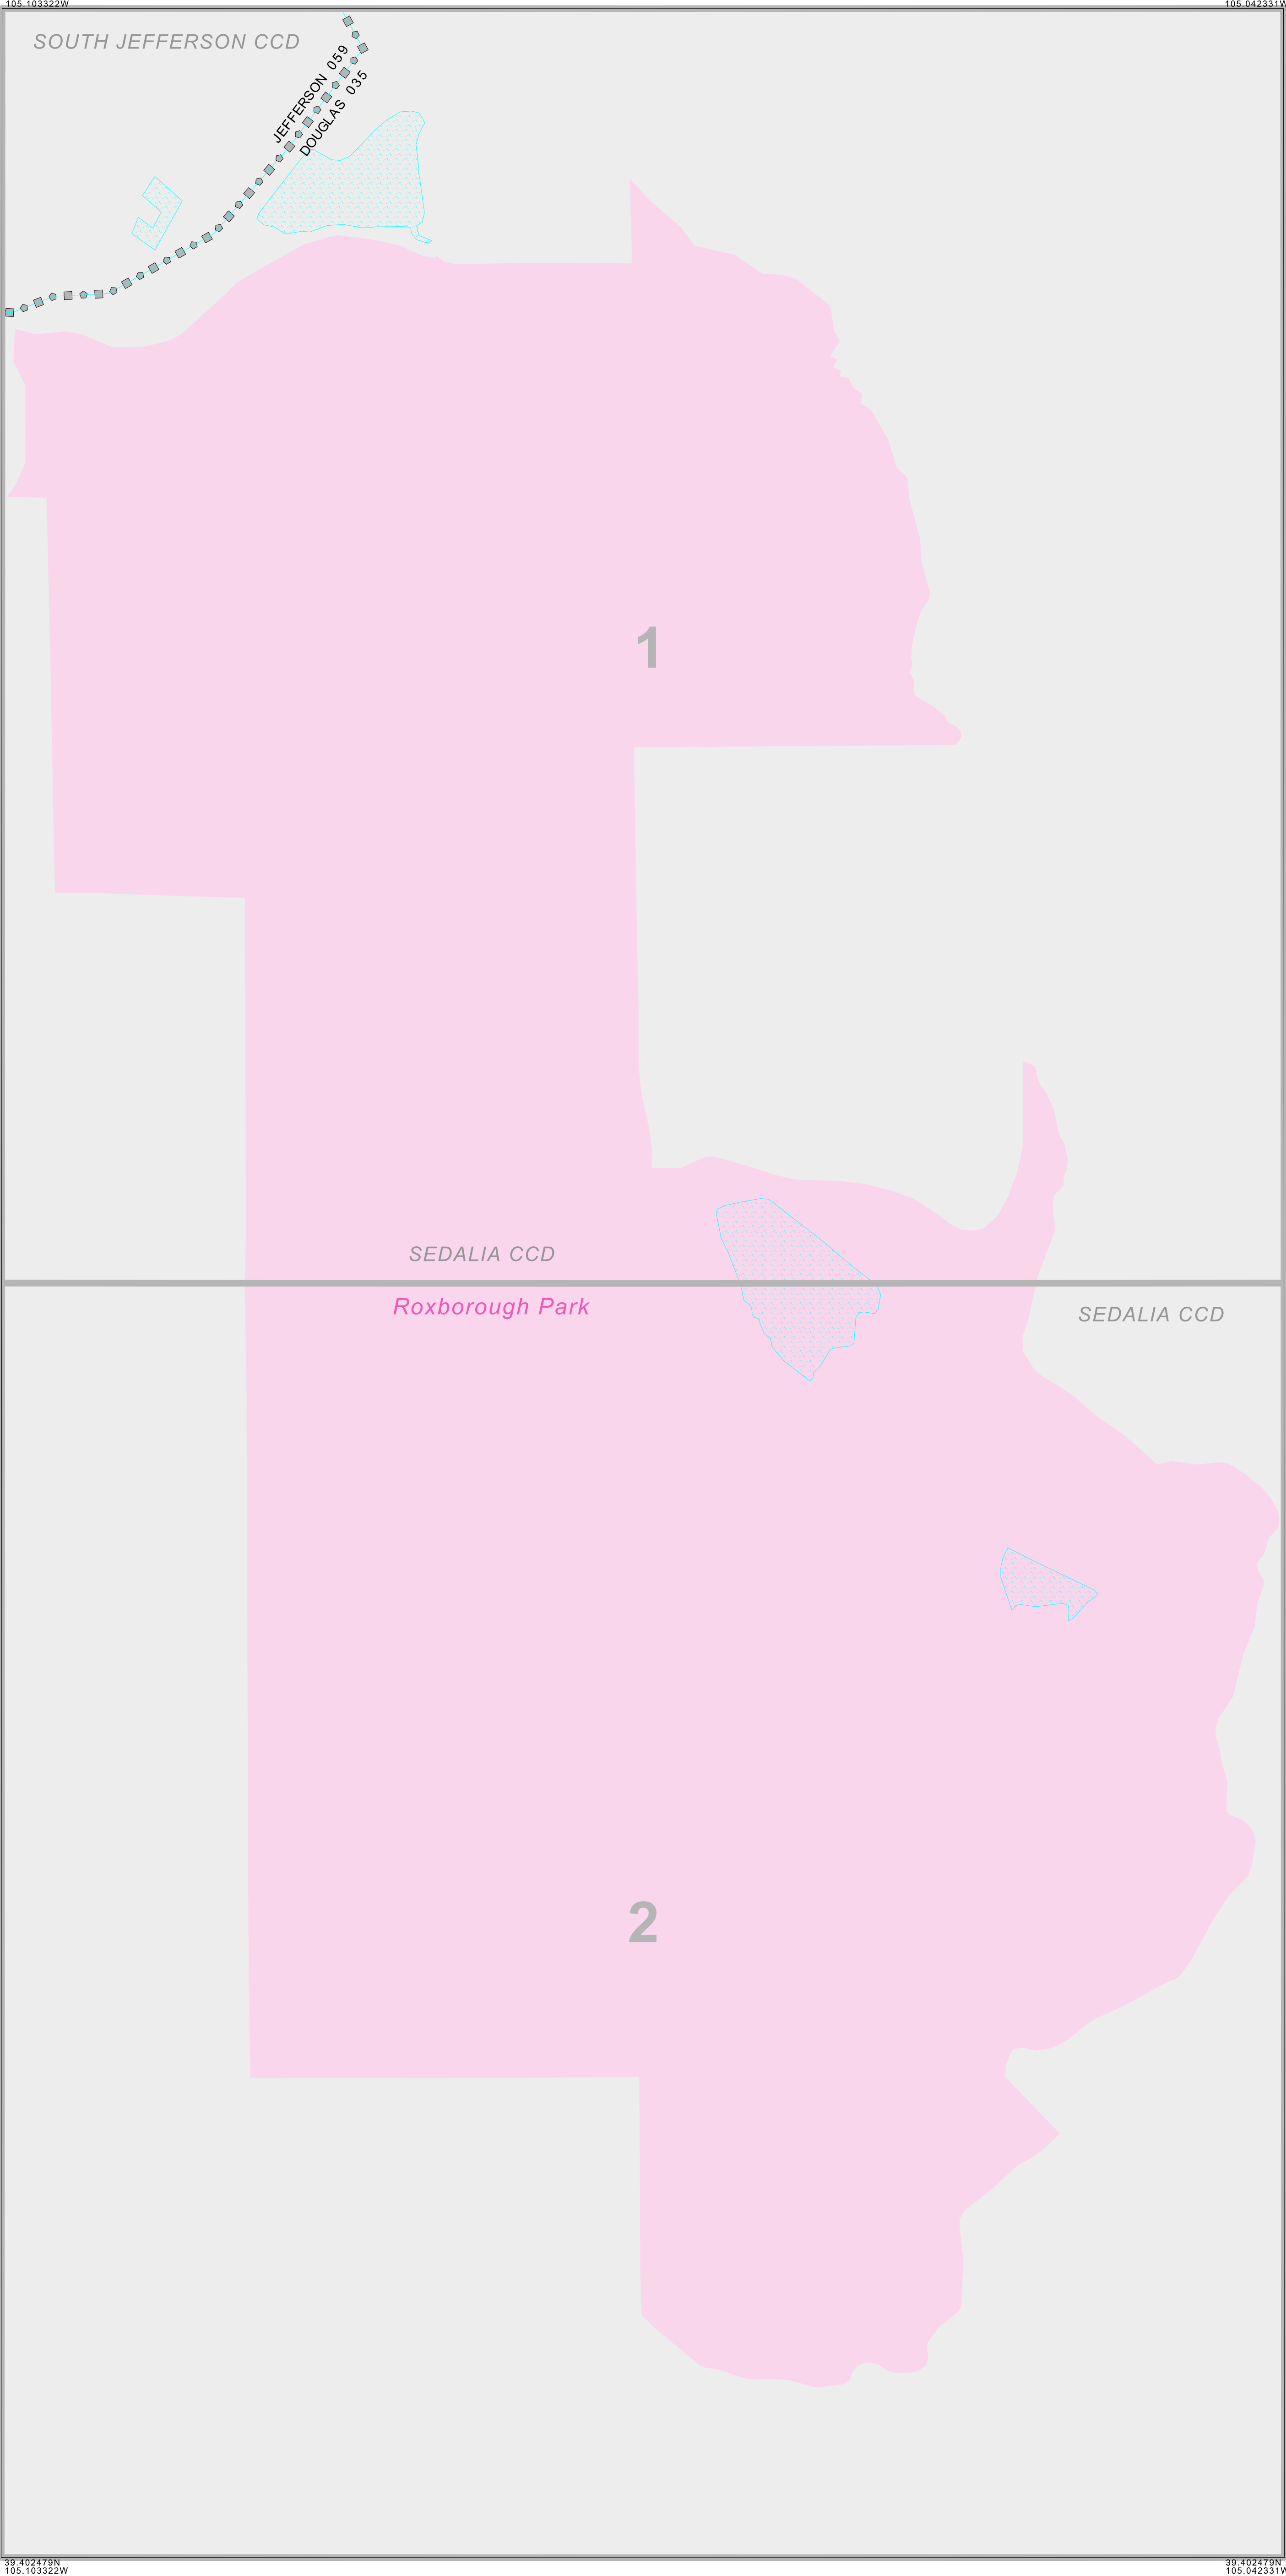 105.103322W
105.042331W
SOUTH JEFFERSON CCD
JEFFERSON 059
DOUGLAS 035
1
SEDALIA CCD
Roxborough Park
SEDALIA CCD
2
39.402479N
105.103322W
39.402479N
105.042331W